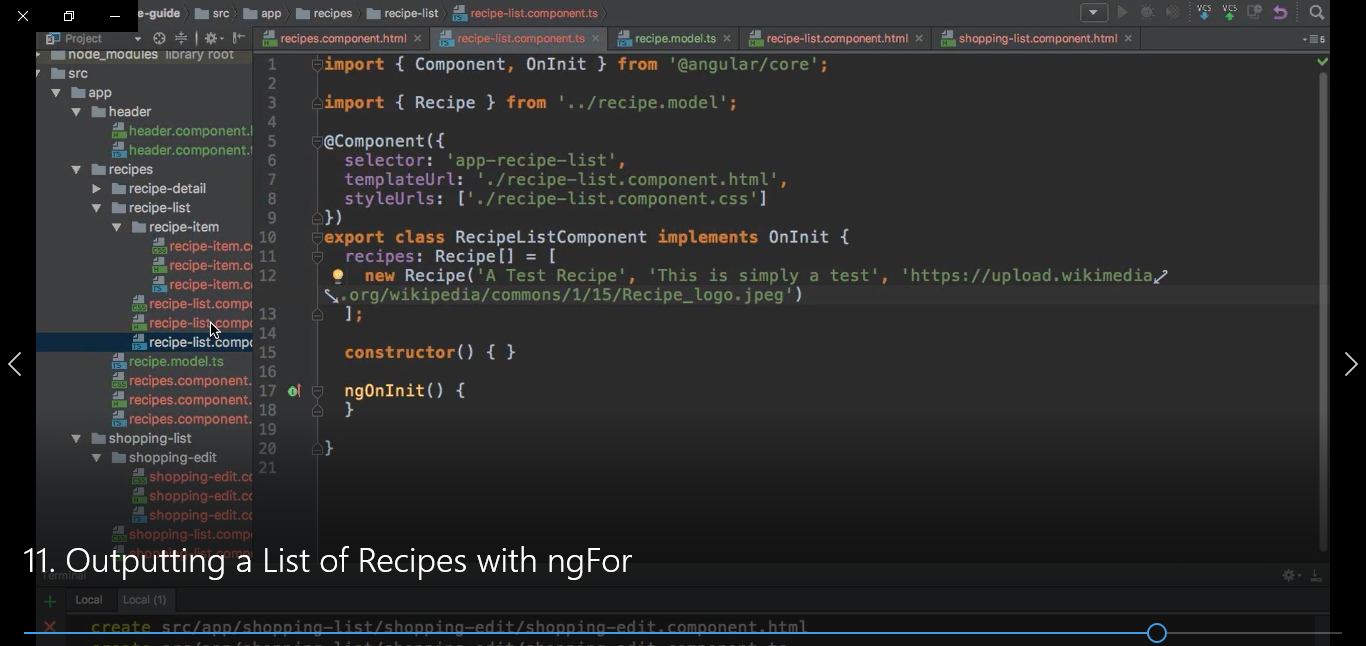 e-guide src app recipes recipe-list recipe-list.component.ts
Project
recipes.component.html recipe-list.component.ts recipe.model.ts recipe-list.component.html shopping-list.component.html
5
VCS VCS
node_modules library root
src
app
header
header.component.
header.component.
recipes
recipe-detail
recipe-list
recipe-item
recipe-item.c
recipe-item.c
recipe-item.c
recipe-list.comp
recipe-list.comp
recipe-list.comp
recipe.model.ts
recipes.component.
recipes.component.
recipes.component.
shopping-list
shopping-edit
shopping-edit.c
shopping-edit.c
shopping-edit.c
shopping-list.comp
shopping-list.comp
1 import { Component, OnInit } from '@angular/core';
2
3 import { Recipe } from '../recipe.model';
4
5 @Component({
6 selector: 'app-recipe-list',
7 templateUrl: './recipe-list.component.html',
8 styleUrls: ['./recipe-list.component.css']
9 })
10 export class RecipeListComponent implements OnInit {
11 recipes: Recipe[] = [
12 new Recipe('A Test Recipe', 'This is simply a test', 'https://upload.wikimedia
.org/wikipedia/commons/1/15/Recipe_logo.jpeg')
13 ];
14
15 constructor() { }
16
17 ngOnInit() {
18 }
19
20 }
21
11. Outputting a List of Recipes with ngFor
Terminal
Local Local (1)
create src/app/shopping-list/shopping-edit/shopping-edit.component.html